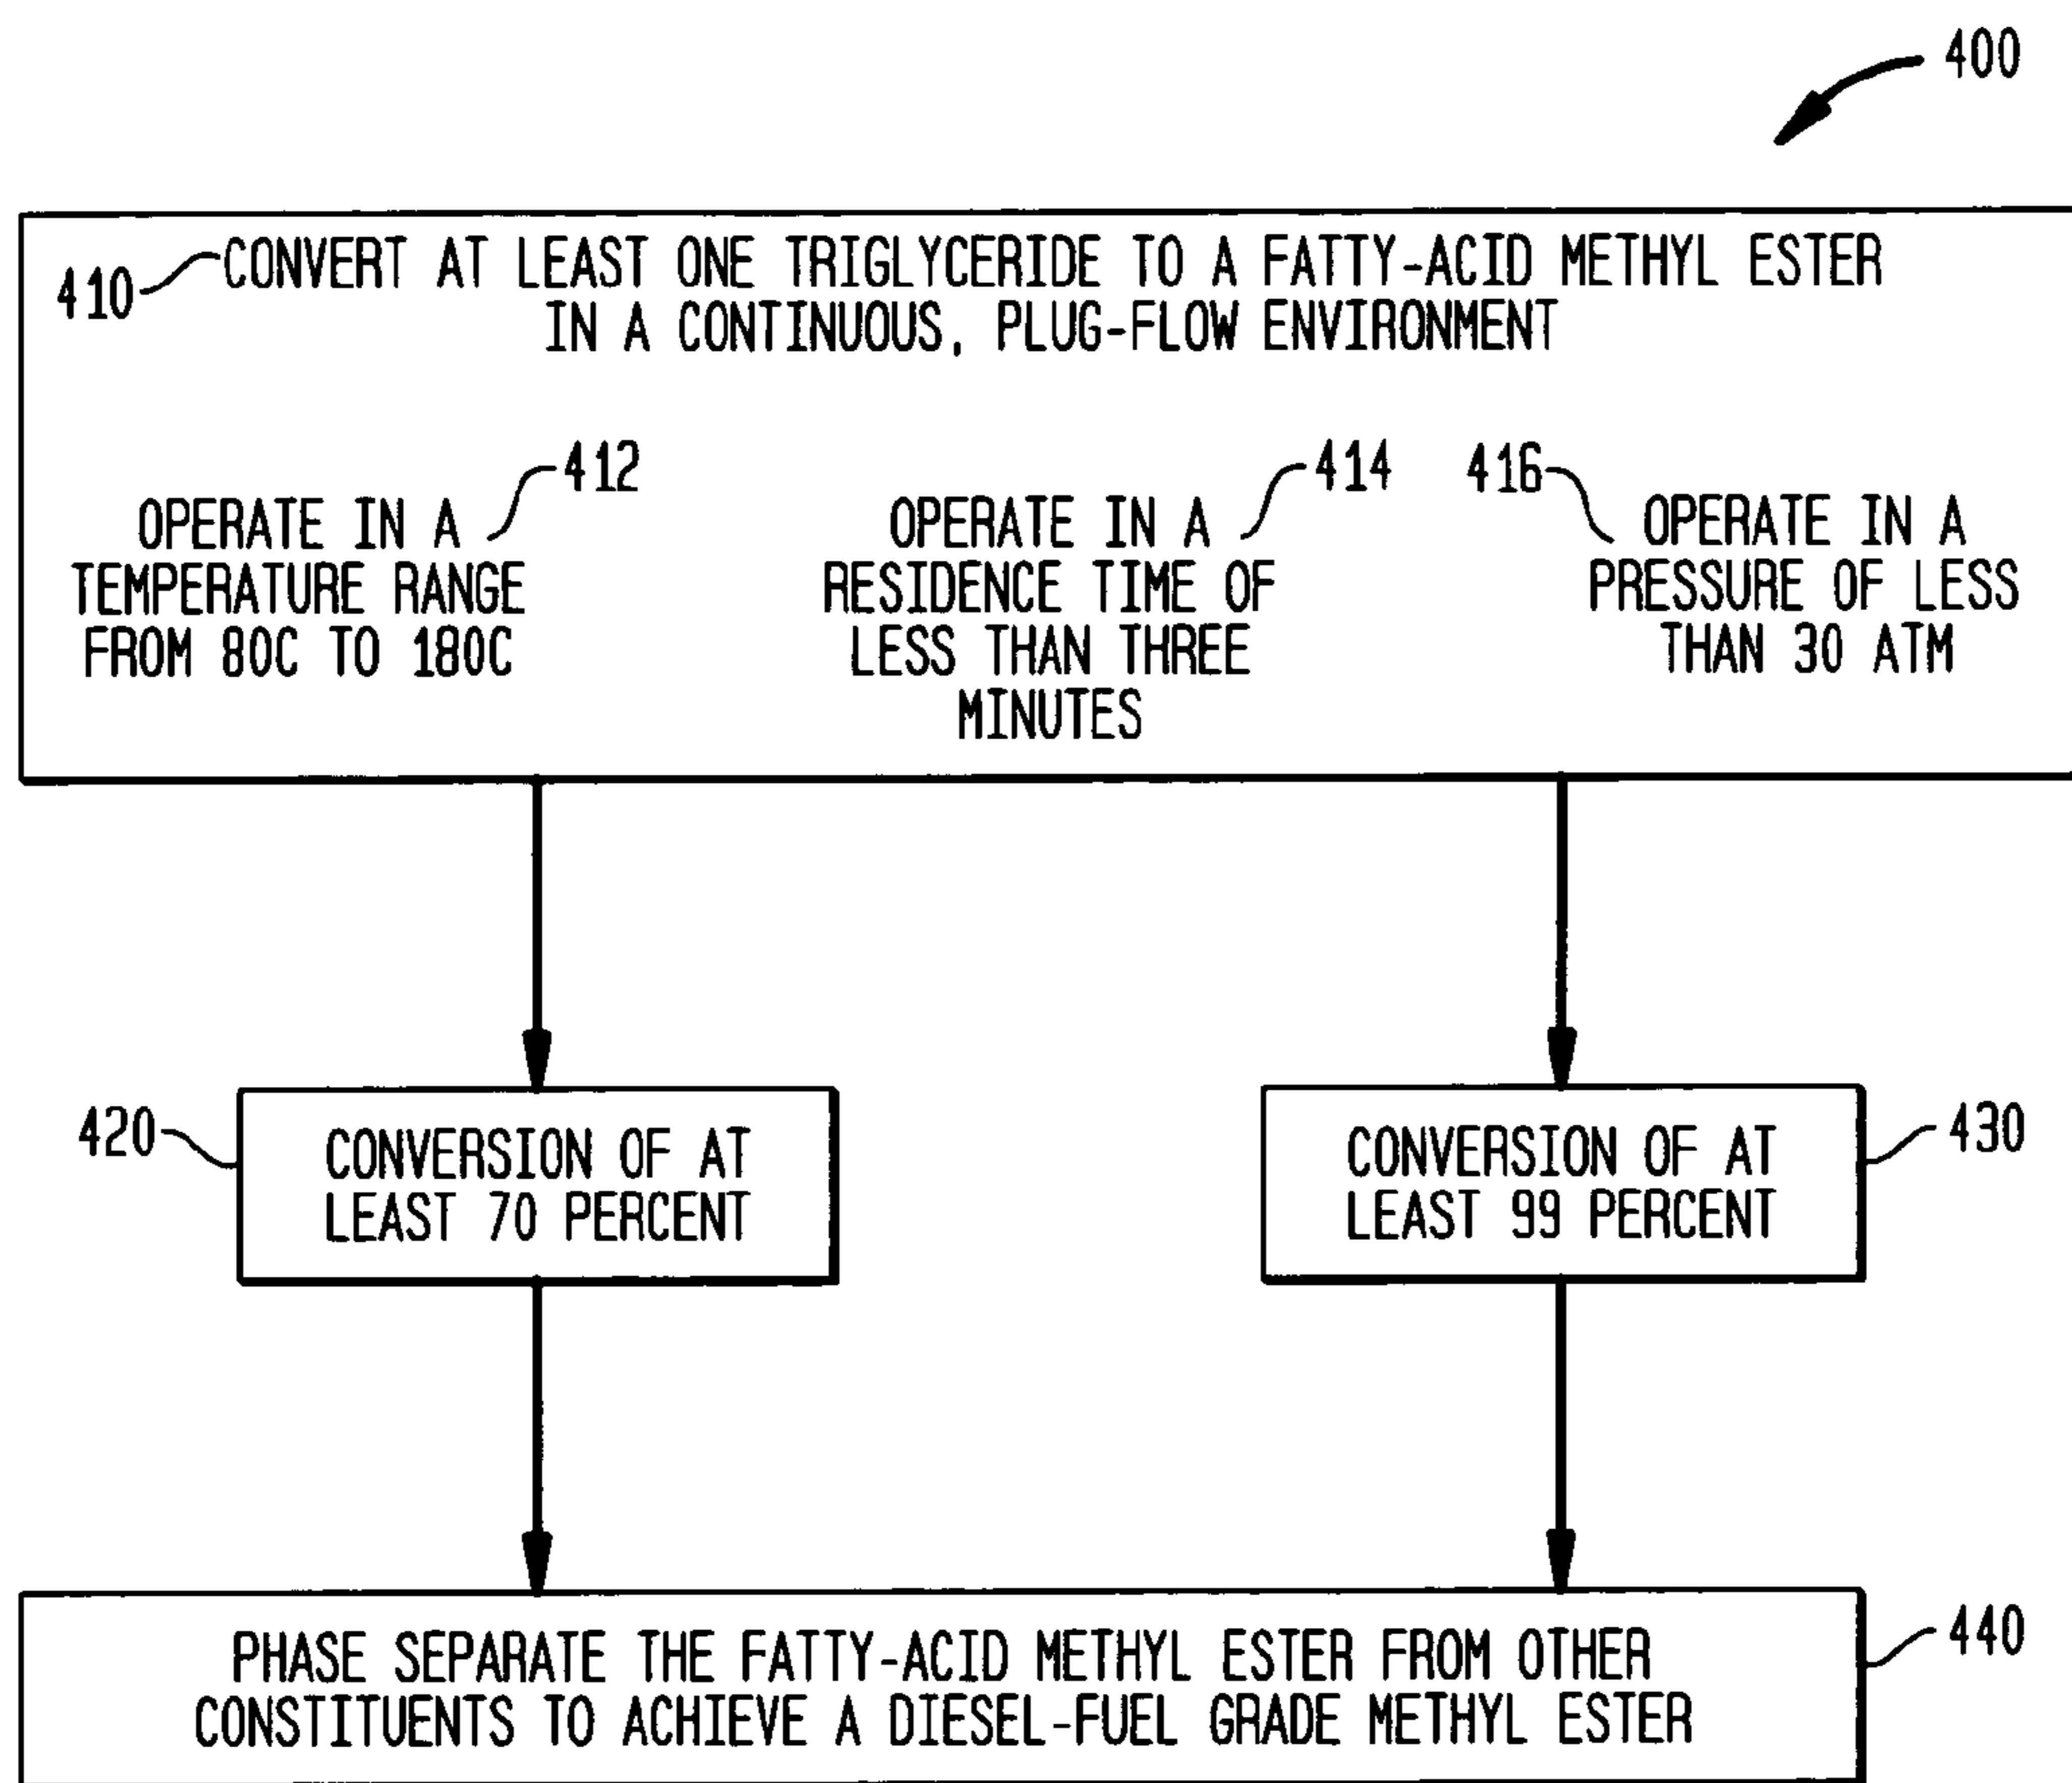 400
410
CONVERT AT LEAST ONE TRIGLYCERIDE TO A FATTY-ACID METHYL ESTER
IN A CONTINUOUS, PLUG-FLOW ENVIRONMENT
412
OPERATE IN A
TEMPERATURE RANGE
FROM 80C TO 180C
414
OPERATE IN A
RESIDENCE TIME OF
LESS THAN THREE
MINUTES
416
OPERATE IN A
PRESSURE OF LESS
THAN 30 ATM
420
CONVERSION OF AT
LEAST 70 PERCENT
430
CONVERSION OF AT
LEAST 99 PERCENT
440
PHASE SEPARATE THE FATTY-ACID METHYL ESTER FROM OTHER
CONSTITUENTS TO ACHIEVE A DIESEL-FUEL GRADE METHYL ESTER